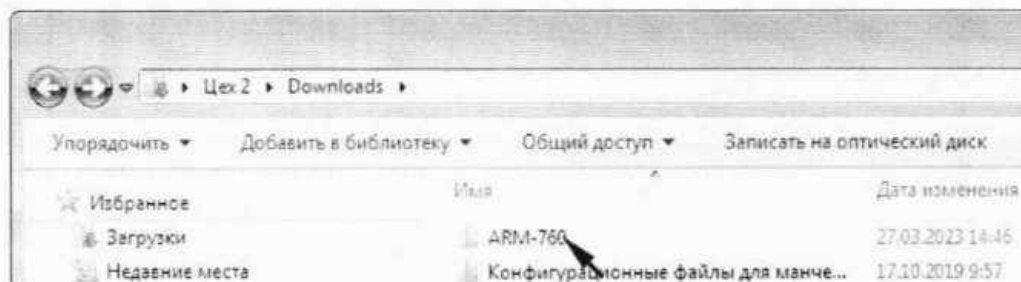 Цех 2 ▸ Downloads ▸
Упорядочить ▾ Добавить в библиотеку ▾ Общий доступ ▾ Записать на оптический диск
Имя Дата изменения
Избранное
Загрузки ARM-760 27.03.2023 14:46
Недавние места Конфигурационные файлы для манче... 17.10.2019 9:57